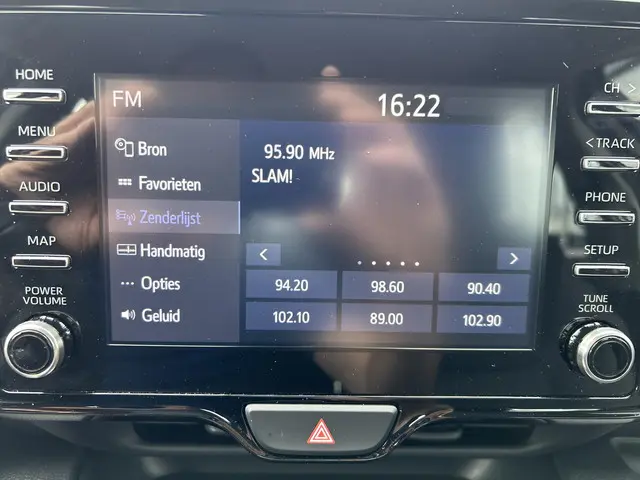 HOME
MENU
AUDIO
MAP
POWER
VOLUME
FM
16:22
Bron
Favorieten
Zenderlijst
Handmatig
Opties
Geluid
95.90 MHz
SLAM!
< >
94.20 98.60 90.40
102.10 89.00 102.90
CH >
< TRACK
PHONE
SETUP
TUNE
SCROLL